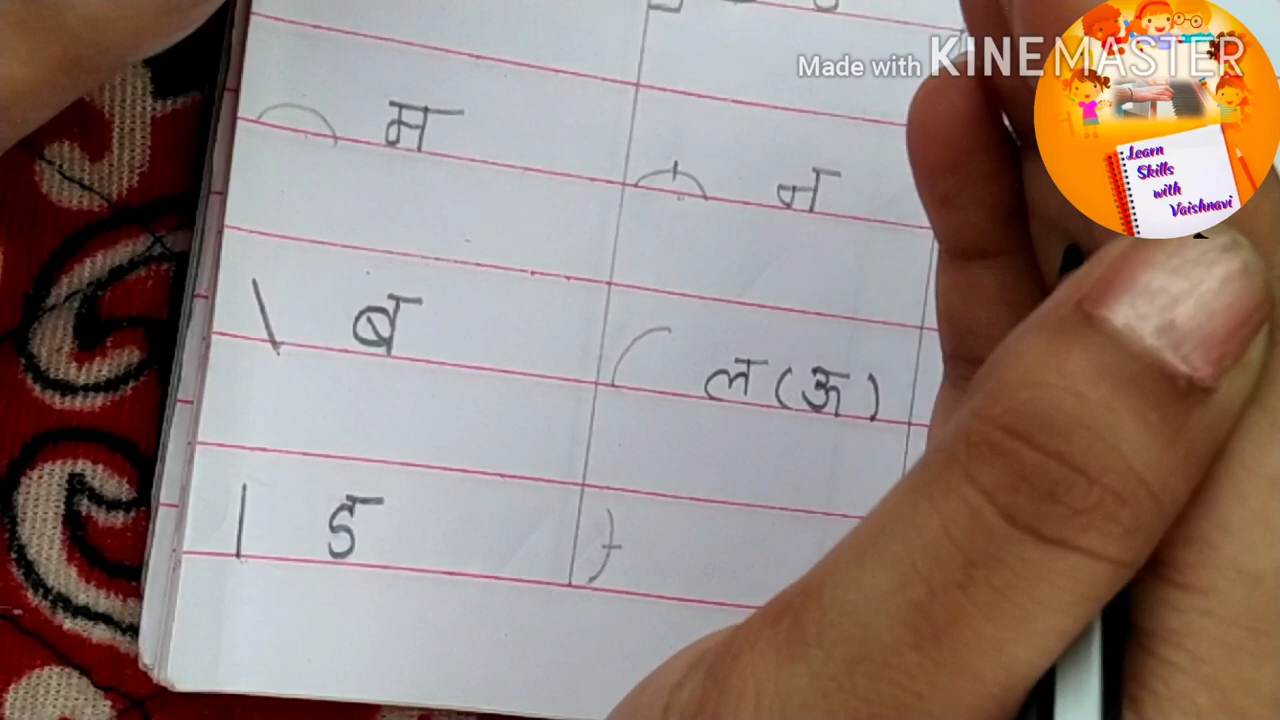 Made with KINEMASTER
Learn
Skills
with
Vaishnavi
म
न
ब
ल (ऊ)
ड